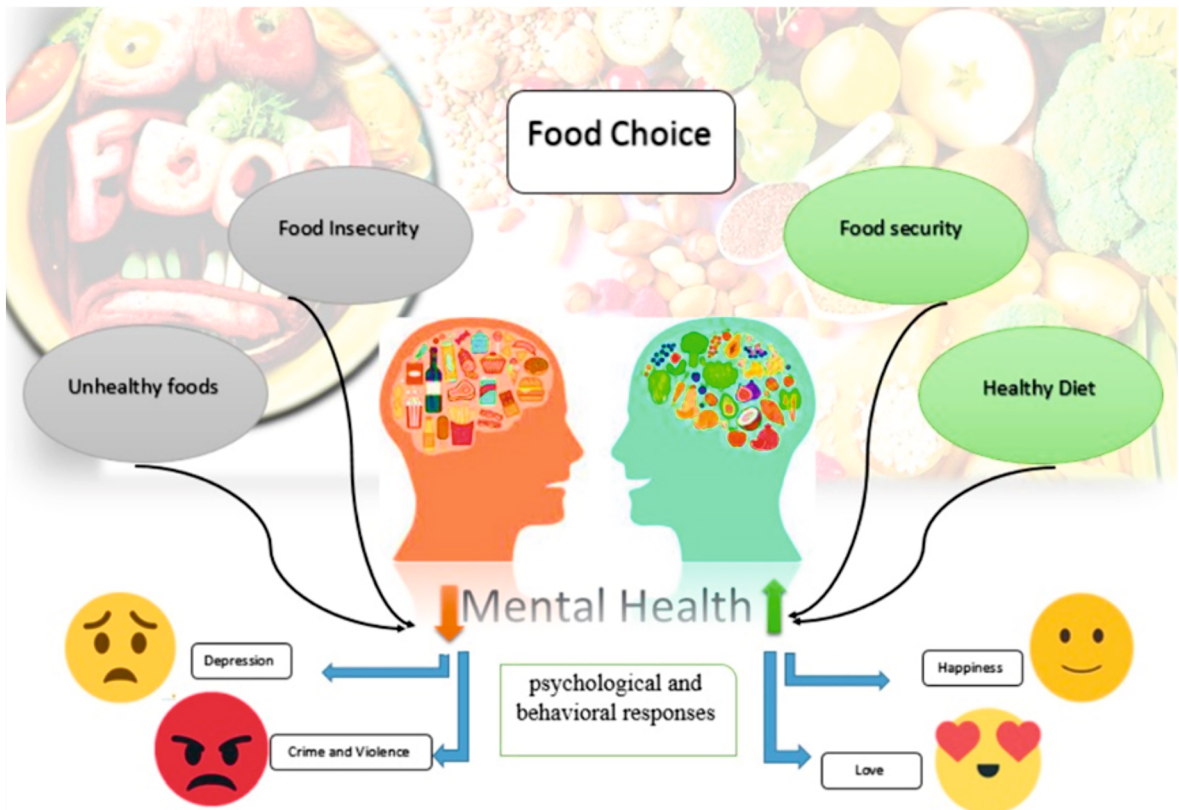 FOOD
Food Choice
Food Insecurity
Food security
Unhealthy foods
Healthy Diet
Mental Health
Depression
psychological and
behavioral responses
Happiness
Crime and Violence
Love